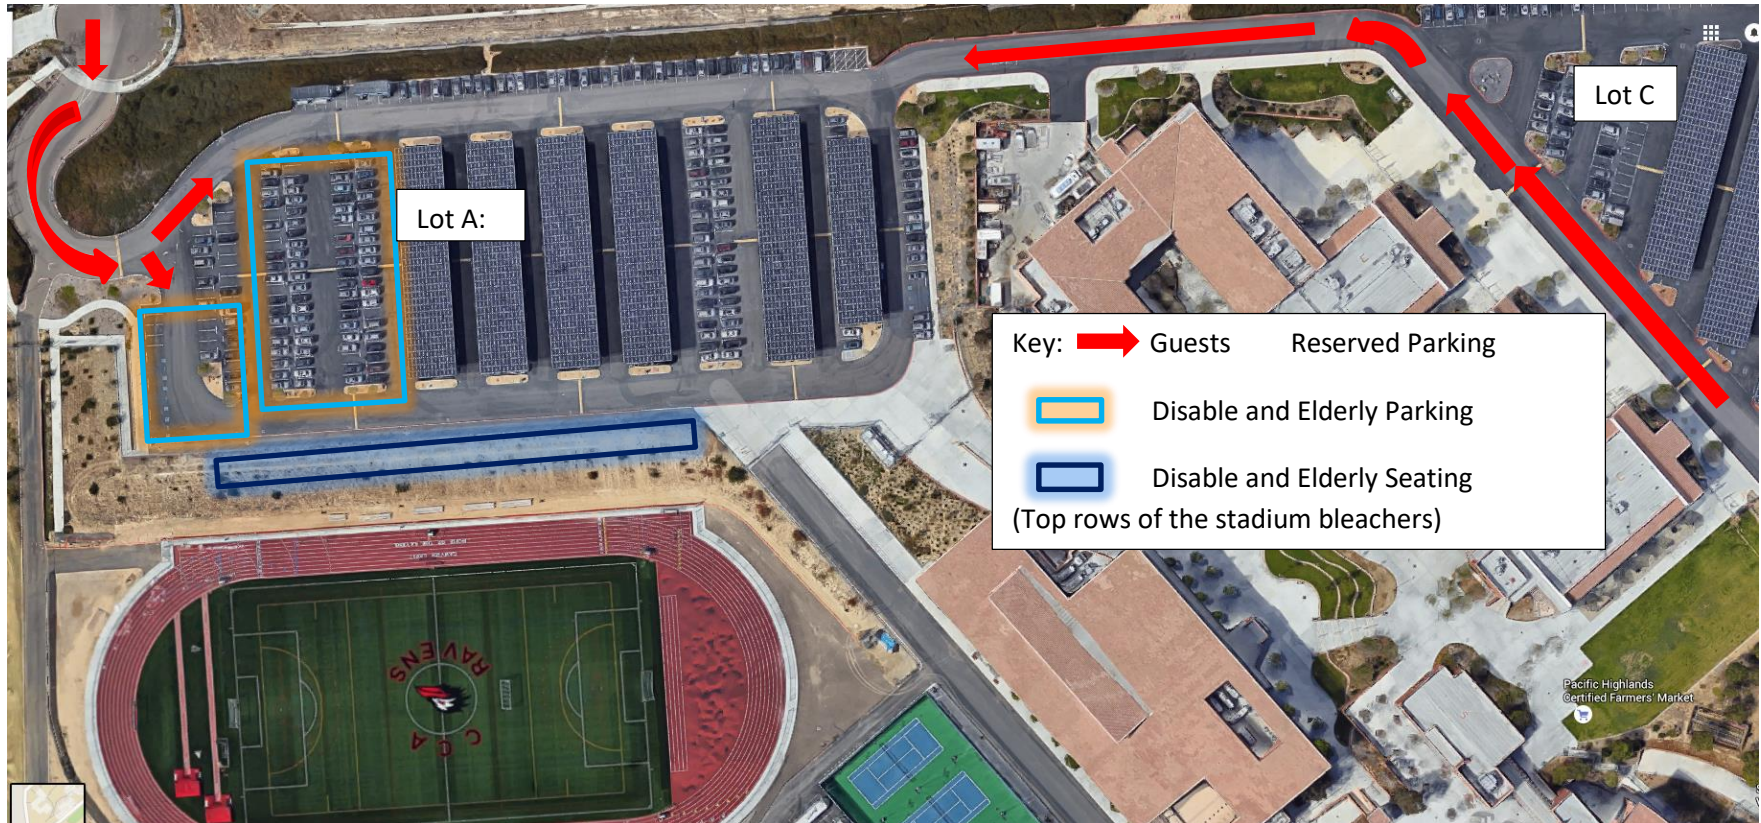 Lot C
Lot A:
Key: Guests Reserved Parking
Disable and Elderly Parking
Disable and Elderly Seating
(Top rows of the stadium bleachers)
RAVENS
CCA
Pacific Highlands
Certified Farmers' Market